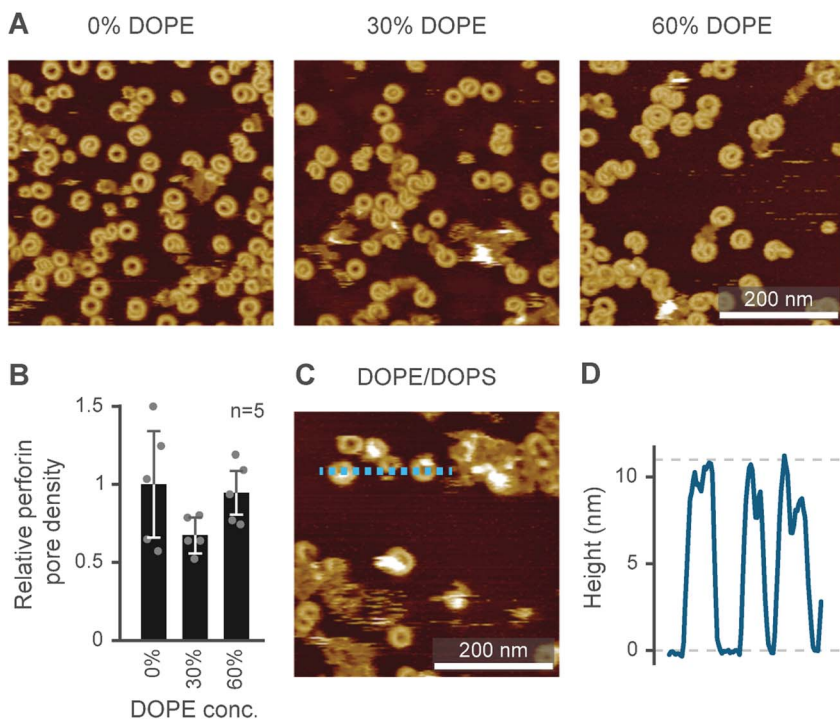 A
0% DOPE
30% DOPE
60% DOPE
200 nm
B
Relative perforin
pore density
1.5
1
0.5
0
n=5
0%
30%
60%
DOPE conc.
C
DOPE/DOPS
200 nm
D
Height (nm)
10
5
0